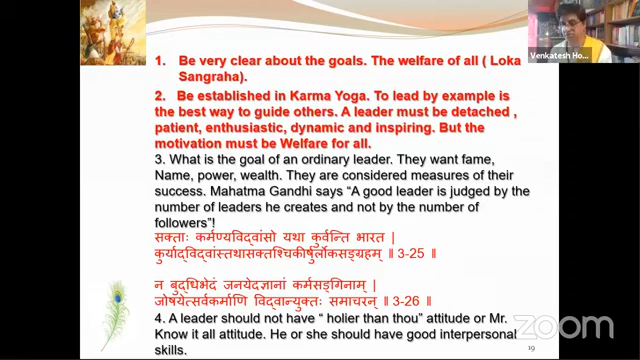 Venkatesh Ho...
1. Be very clear about the goals. The welfare of all ( Loka
Sangraha).
2. Be established in Karma Yoga. To lead by example is
the best way to guide others. A leader must be detached ,
patient, enthusiastic, dynamic and inspiring. But the
motivation must be Welfare for all.
3. What is the goal of an ordinary leader. They want fame,
Name, power, wealth. They are considered measures of their
success. Mahatma Gandhi says “A good leader is judged by the
number of leaders he creates and not by the number of
followers”!
सक्ताः कर्मण्यविद्वांसो यथा कुर्वन्ति भारत |
कुर्याद्विद्वांस्तथासक्तश्चिकीर्षुर्लोकसङ्ग्रहम् || 3-25 ||
न बुद्धिभेदं जनयेदज्ञानां कर्मसङ्गिनाम् |
जोषयेत्सर्वकर्माणि विद्वान्युक्तः समाचरन् || 3-26 ||
4. A leader should not have “ holier than thou” attitude or Mr.
Know it all attitude. He or she should have good interpersonal
skills.
zoom
19